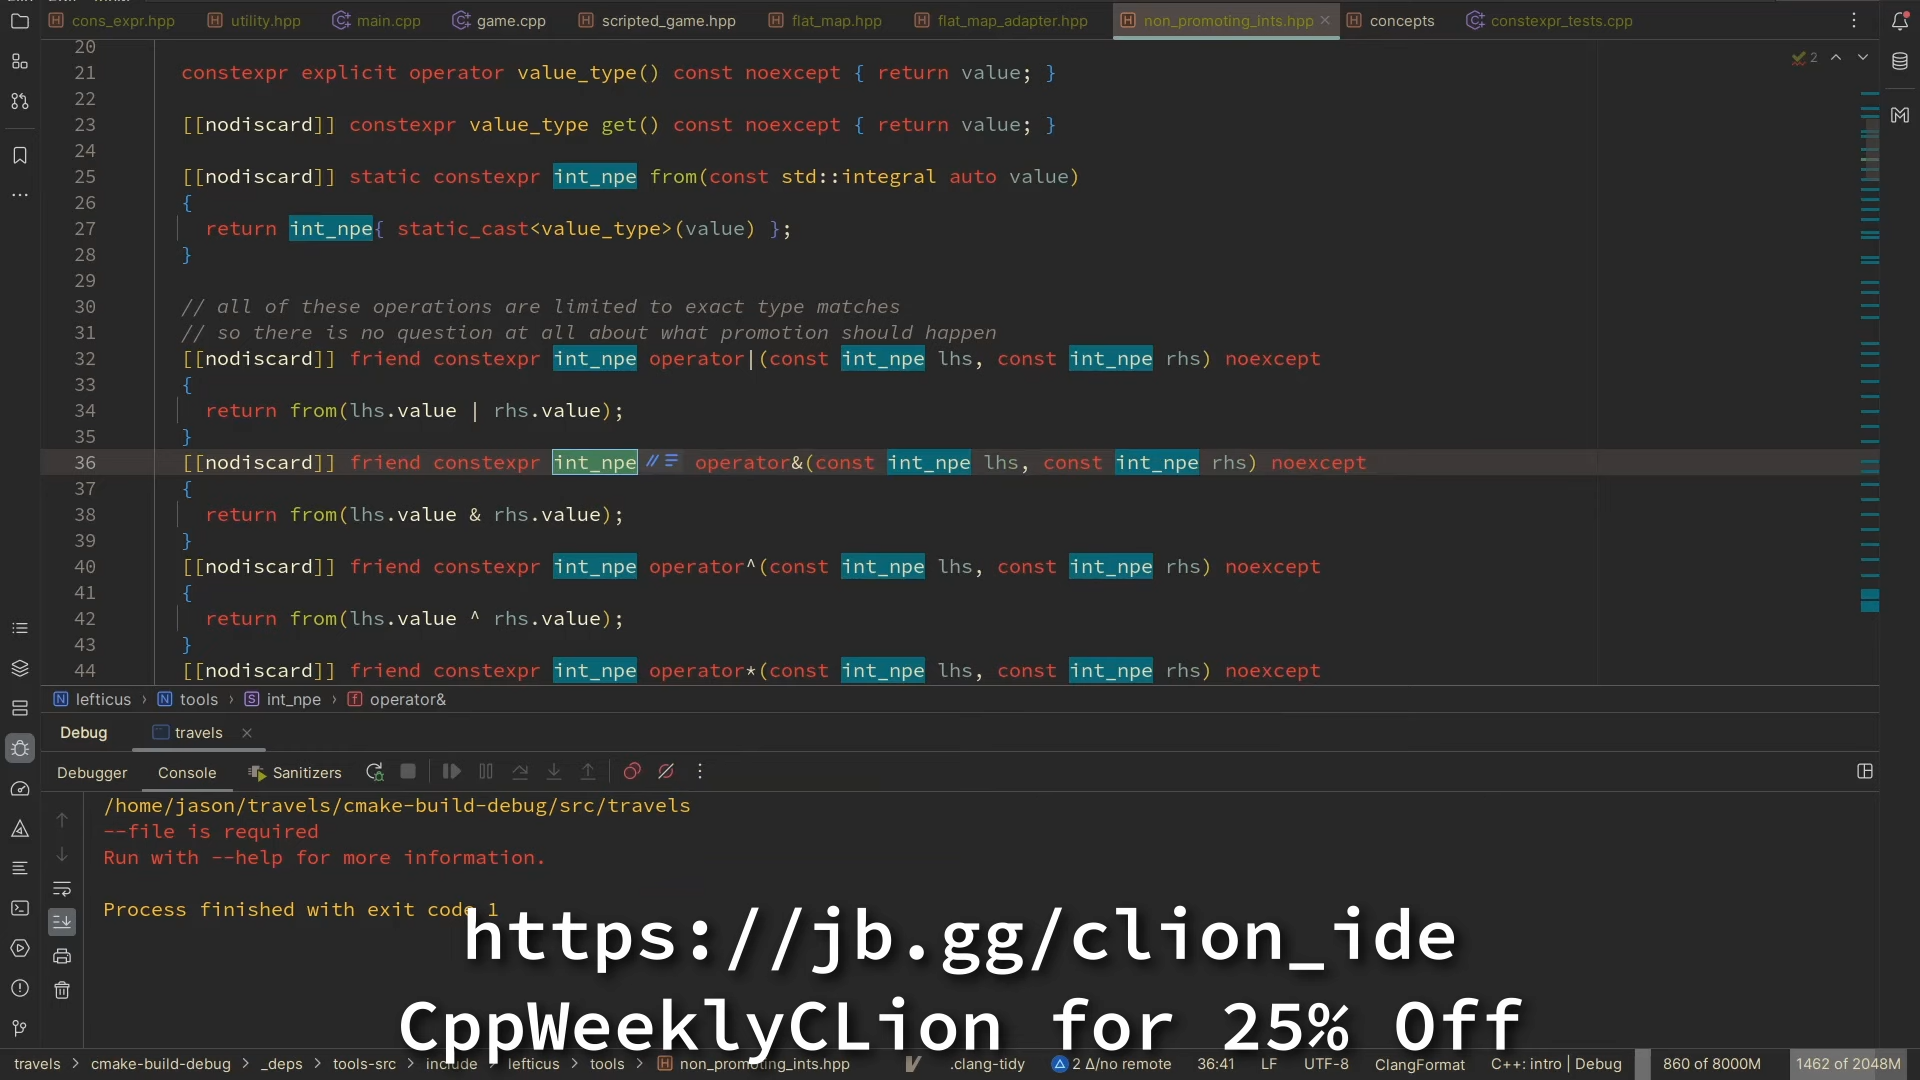 cons_expr.hpp utility.hpp main.cpp game.cpp scripted_game.hpp flat_map.hpp flat_map_adapter.hpp non_promoting_ints.hpp concepts constexpr_tests.cpp
20
21 constexpr explicit operator value_type() const noexcept { return value; }
2
22
23 [[nodiscard]] constexpr value_type get() const noexcept { return value; }
24
25 [[nodiscard]] static constexpr int_npe from(const std::integral auto value)
26 {
27 return int_npe{ static_cast<value_type>(value) };
28 }
29
30 // all of these operations are limited to exact type matches
31 // so there is no question at all about what promotion should happen
32 [[nodiscard]] friend constexpr int_npe operator|(const int_npe lhs, const int_npe rhs) noexcept
33 {
34 return from(lhs.value | rhs.value);
35 }
36 [[nodiscard]] friend constexpr int_npe operator&(const int_npe lhs, const int_npe rhs) noexcept
37 {
38 return from(lhs.value & rhs.value);
39 }
40 [[nodiscard]] friend constexpr int_npe operator^(const int_npe lhs, const int_npe rhs) noexcept
41 {
42 return from(lhs.value ^ rhs.value);
43 }
44 [[nodiscard]] friend constexpr int_npe operator*(const int_npe lhs, const int_npe rhs) noexcept
lefticus › tools › int_npe › operator&
Debug travels
Debugger Console Sanitizers
/home/jason/travels/cmake-build-debug/src/travels
--file is required
Run with --help for more information.
Process finished with exit code 1
https://jb.gg/clion_ide
CppWeeklyCLion for 25% Off
travels > cmake-build-debug > _deps > tools-src > include > lefticus > tools > non_promoting_ints.hpp .clang-tidy 2 Δ/no remote 36:41 LF UTF-8 ClangFormat C++: intro | Debug 860 of 8000M 1462 of 2048M